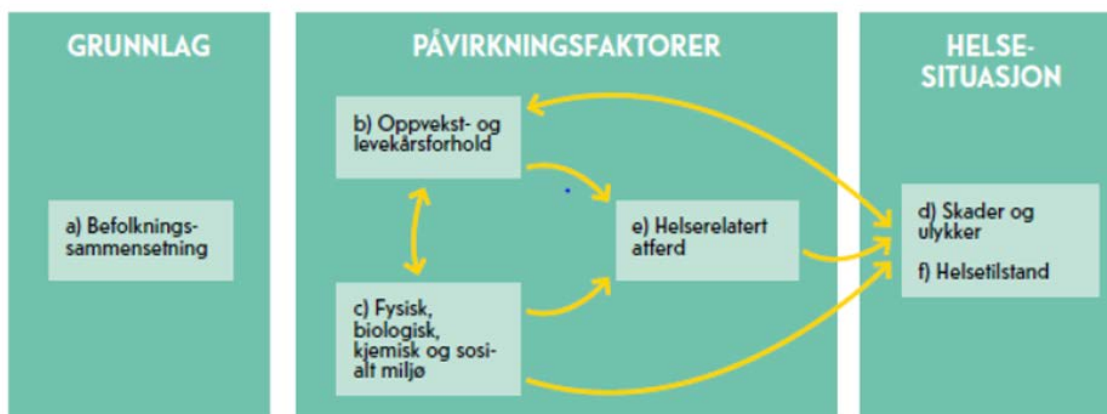 GRUNNLAG
a) Befolknings-
sammensetning
PÅVIRKNINGSFAKTORER
b) Oppvekst- og
levekårsforhold
c) Fysisk,
biologisk,
kjemisk og sosi-
alt miljø
e) Helserelatert
atferd
HELSE-
SITUASJON
d) Skader og
ulykker
f) Helsetilstand